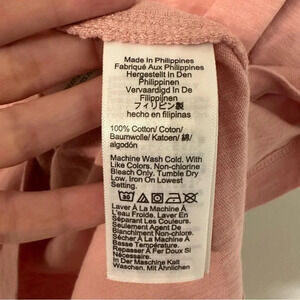 Made In Philippines
Fabriqué Aux Philippines
Hergestellt In Den
Philippinen
Vervaardigd In De
Filippijnen
フィリピン製
hecho en filipinas
100% Cotton/ Coton/
Baumwolle/ Katoen/ 綿/
algodón
Machine Wash Cold. With
Like Colors. Non-chlorine
Bleach Only. Tumble Dry
Low. Iron On Lowest
Setting.
Laver À La Machine À
L'eau Froide. Laver En
Séparant Les Couleurs.
Seulement Agent De
Blanchiment Non-chloré.
Sécher À La Machine À
Basse Température.
Repasser À Fer Doux Si
Nécessaire.
In Der Maschine Kalt
Waschen, Mit Ähnlichen